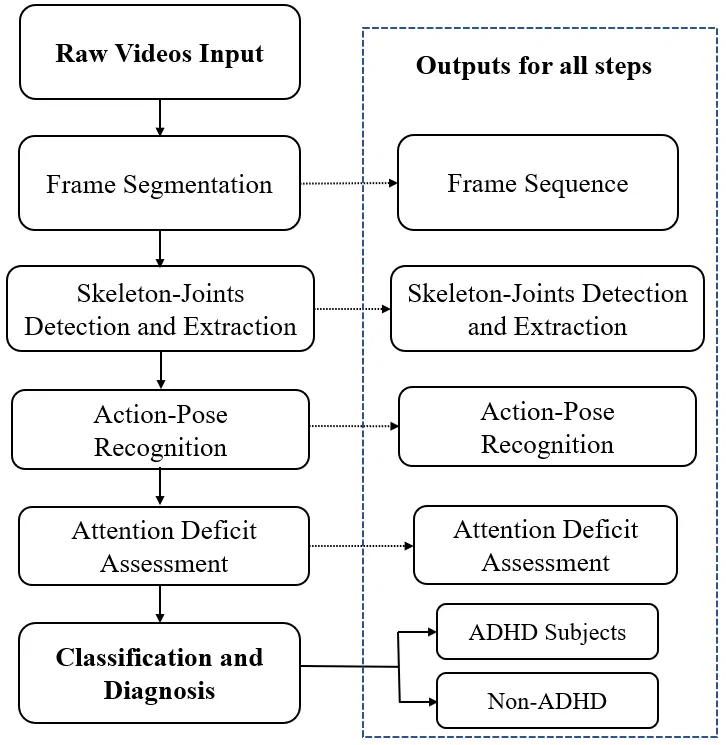 Raw Videos Input
Outputs for all steps
Frame Segmentation
Frame Sequence
Skeleton-Joints
Detection and Extraction
Skeleton-Joints Detection
and Extraction
Action-Pose
Recognition
Action-Pose
Recognition
Attention Deficit
Assessment
Attention Deficit
Assessment
Classification and
Diagnosis
ADHD Subjects
Non-ADHD